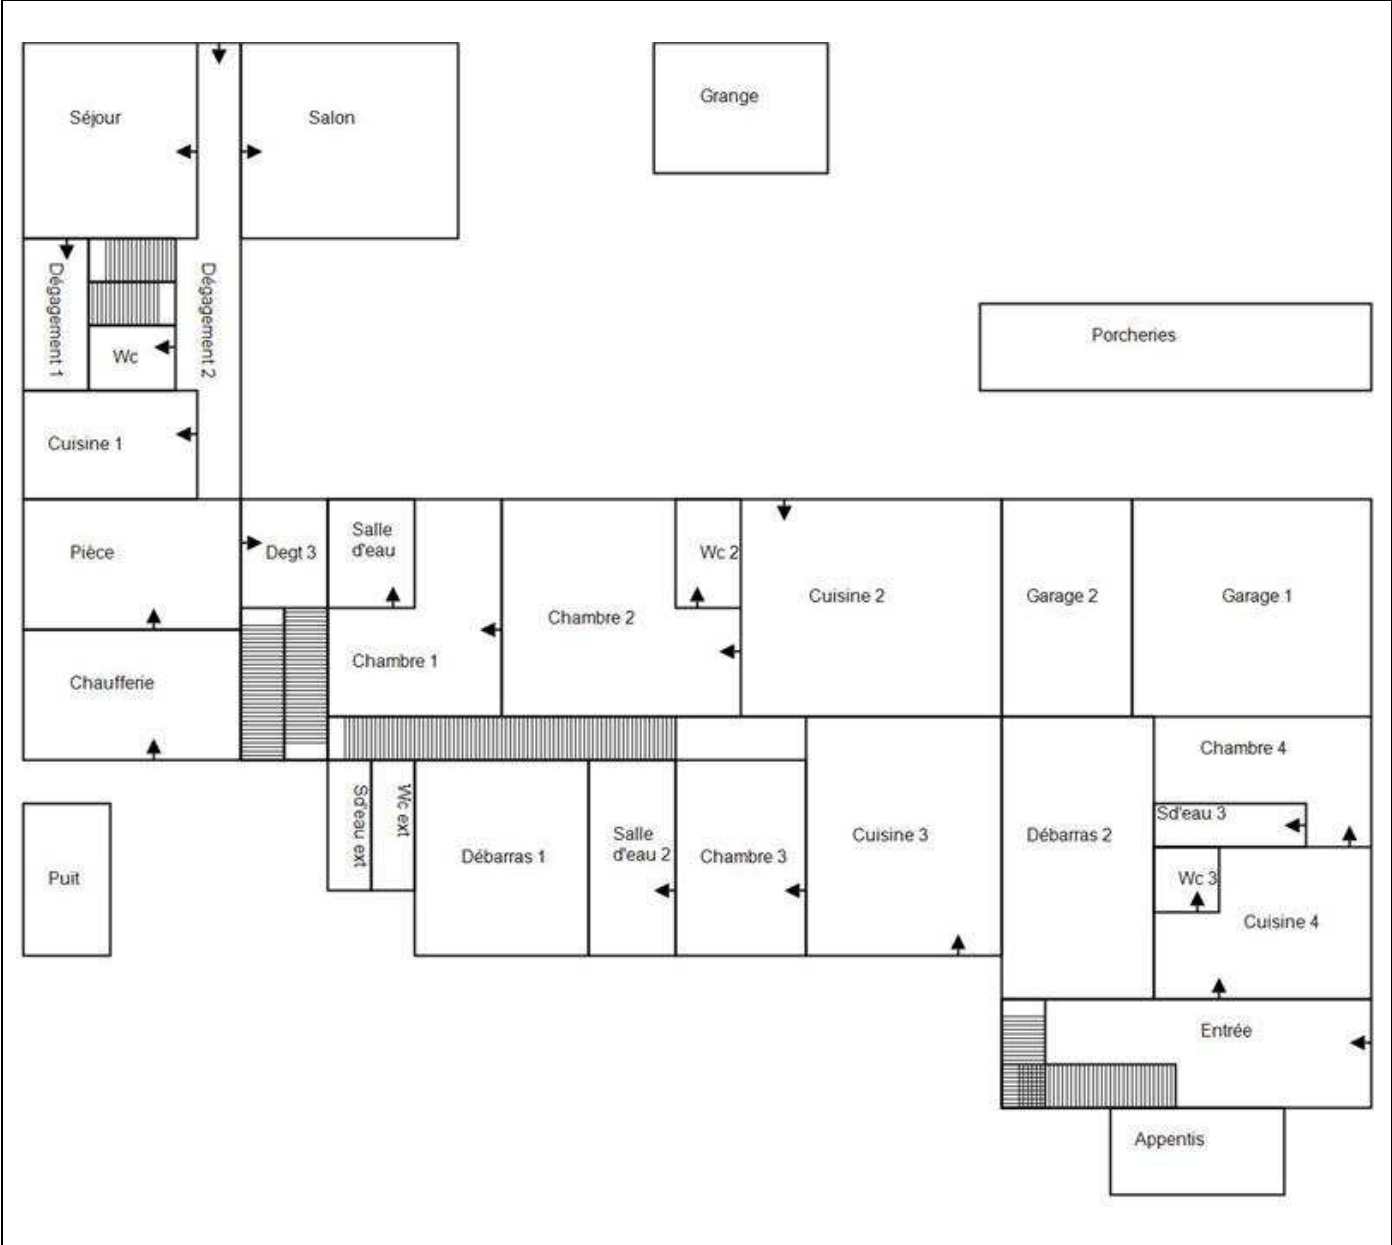 Grange
Séjour
Salon
Dégagement 1
Dégagement 2
Porcheries
Wc
Cuisine 1
Salle
d'eau
Pièce
Degt 3
Wc 2
Cuisine 2
Garage 2
Garage 1
Chambre 2
Chambre 1
Chaufferie
Chambre 4
Sd'eau ext
Wc ext
Sd'eau 3
Salle
d'eau 2
Cuisine 3
Débarras 2
Débarras 1
Chambre 3
Puit
Wc 3
Cuisine 4
Entrée
Appentis